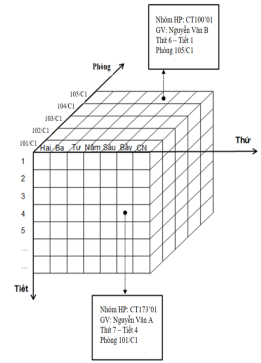 Nhóm HP: CT100'01
GV: Nguyễn Văn B
Thứ 6 – Tiết 1
Phòng 105/C1
Phòng
105/C1
104/C1
103/C1
102/C1
101/C1
Hai Ba Tư Năm Sáu Bảy CN
Thứ
1
2
3
4
5
...
...
Tiết
Nhóm HP: CT173'01
GV: Nguyễn Văn A
Thứ 7 – Tiết 4
Phòng 101/C1